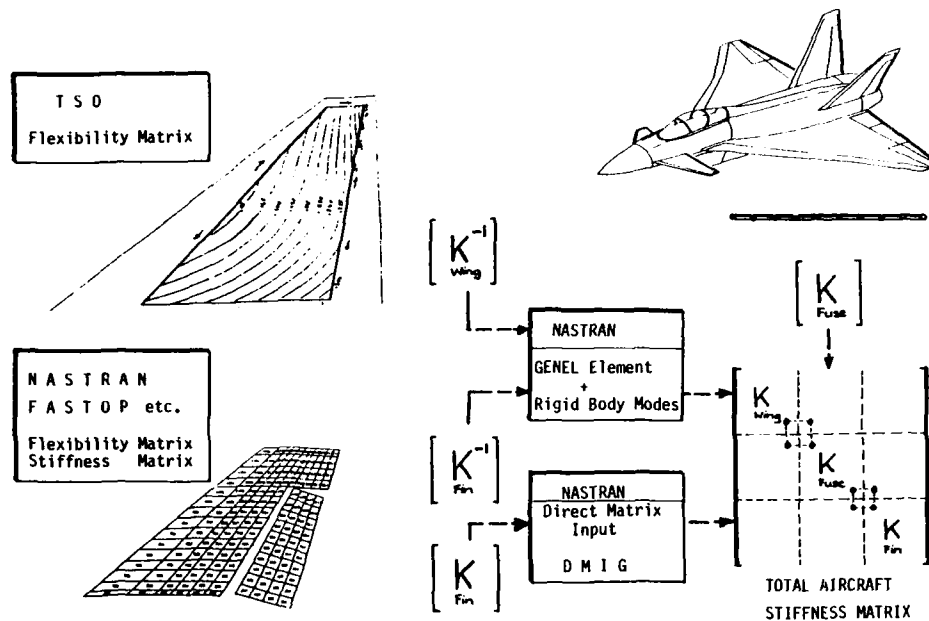 T S O
Flexibility Matrix
N A S T R A N
F A S T O P etc.
Flexibility Matrix
Stiffness Matrix
K⁻¹
Wing
NASTRAN
GENEL Element
+
Rigid Body Modes
K⁻¹
Fin
K
Fin
NASTRAN
Direct Matrix
Input
D M I G
K
Fuse
K
Wing
K
Fuse
K
Fin
TOTAL AIRCRAFT
STIFFNESS MATRIX